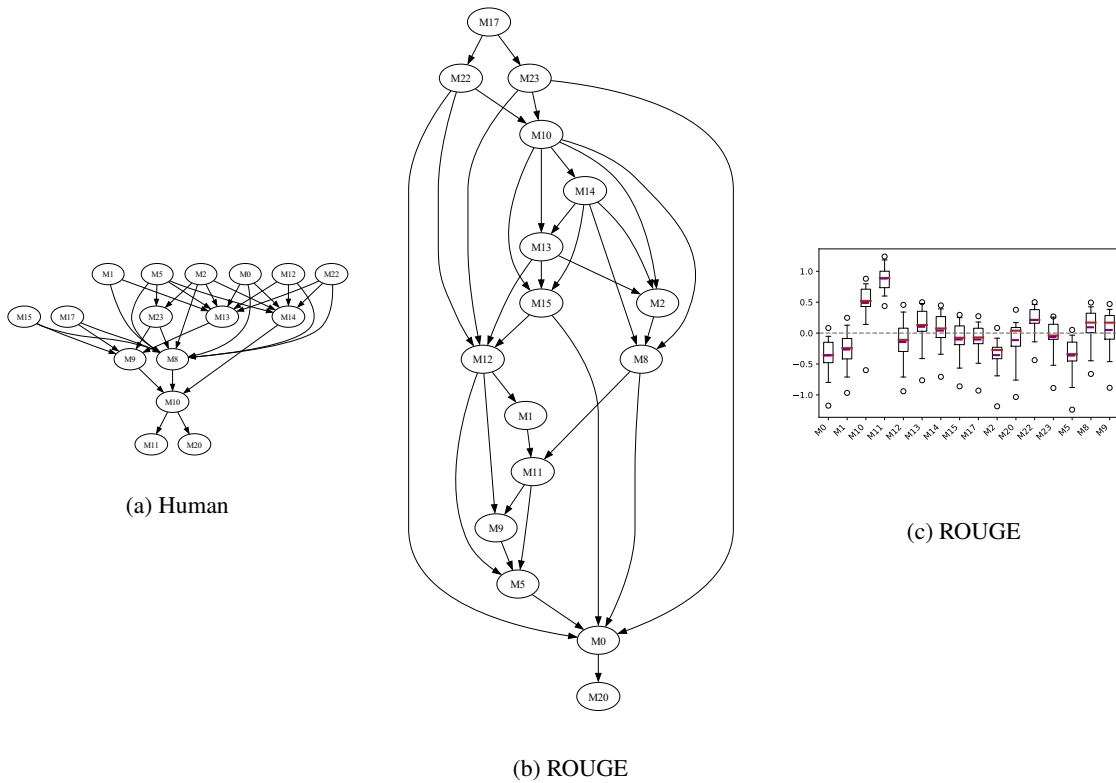 M1 M5 M2 M0 M12 M22
M15 M17 M23 M13 M14
M9 M8
M10
M11 M20
(a) Human
M17
M22 M23
M10
M14
M13
M15 M2
M12 M8
M1
M11
M9
M5
M0
M20
(b) ROUGE
1.0
0.5
0.0
−0.5
−1.0
M0 M1 M10 M11 M12 M13 M14 M15 M17 M2 M20 M22 M23 M5 M8 M9
(c) ROUGE